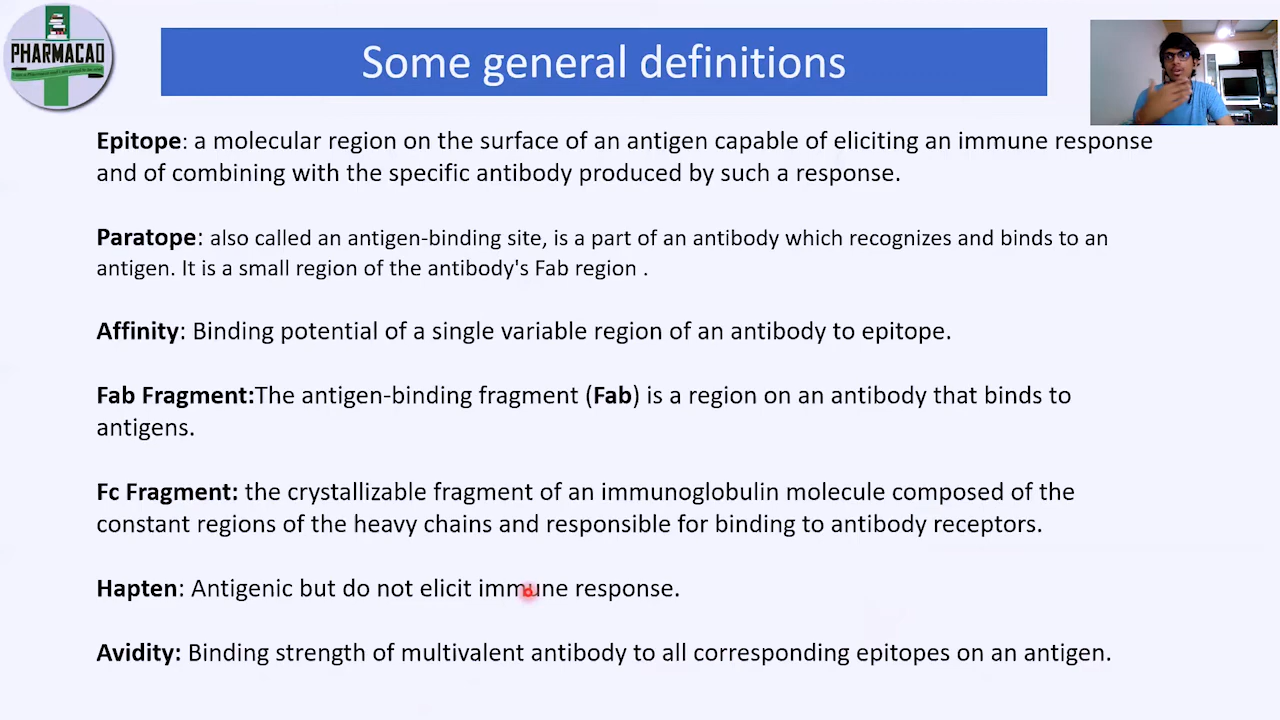 PHARMACAD
Some general definitions
Epitope: a molecular region on the surface of an antigen capable of eliciting an immune response
and of combining with the specific antibody produced by such a response.
Paratope: also called an antigen-binding site, is a part of an antibody which recognizes and binds to an
antigen. It is a small region of the antibody's Fab region .
Affinity: Binding potential of a single variable region of an antibody to epitope.
Fab Fragment:The antigen-binding fragment (Fab) is a region on an antibody that binds to
antigens.
Fc Fragment: the crystallizable fragment of an immunoglobulin molecule composed of the
constant regions of the heavy chains and responsible for binding to antibody receptors.
Hapten: Antigenic but do not elicit immune response.
Avidity: Binding strength of multivalent antibody to all corresponding epitopes on an antigen.